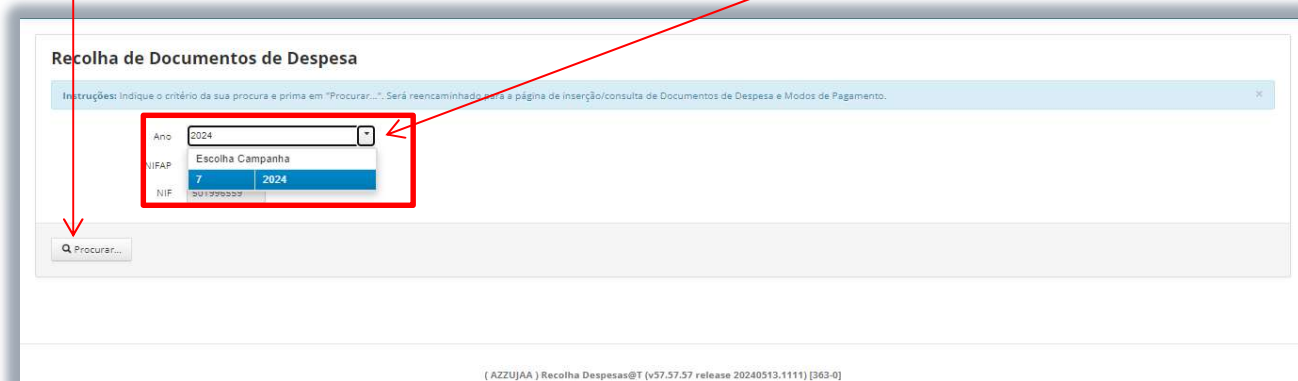 Recolha de Documentos de Despesa
Instruções: Indique o critério da sua procura e prima em "Procurar...". Será reencaminhado para a página de inserção/consulta de Documentos de Despesa e Modos de Pagamento. ×
Ano 2024
Escolha Campanha
NIFAP
7 2024
NIF 501996559
Procurar...
( AZZUJAA ) Recolha Despesas@T (v57.57.57 release 20240513.1111) [363-0]